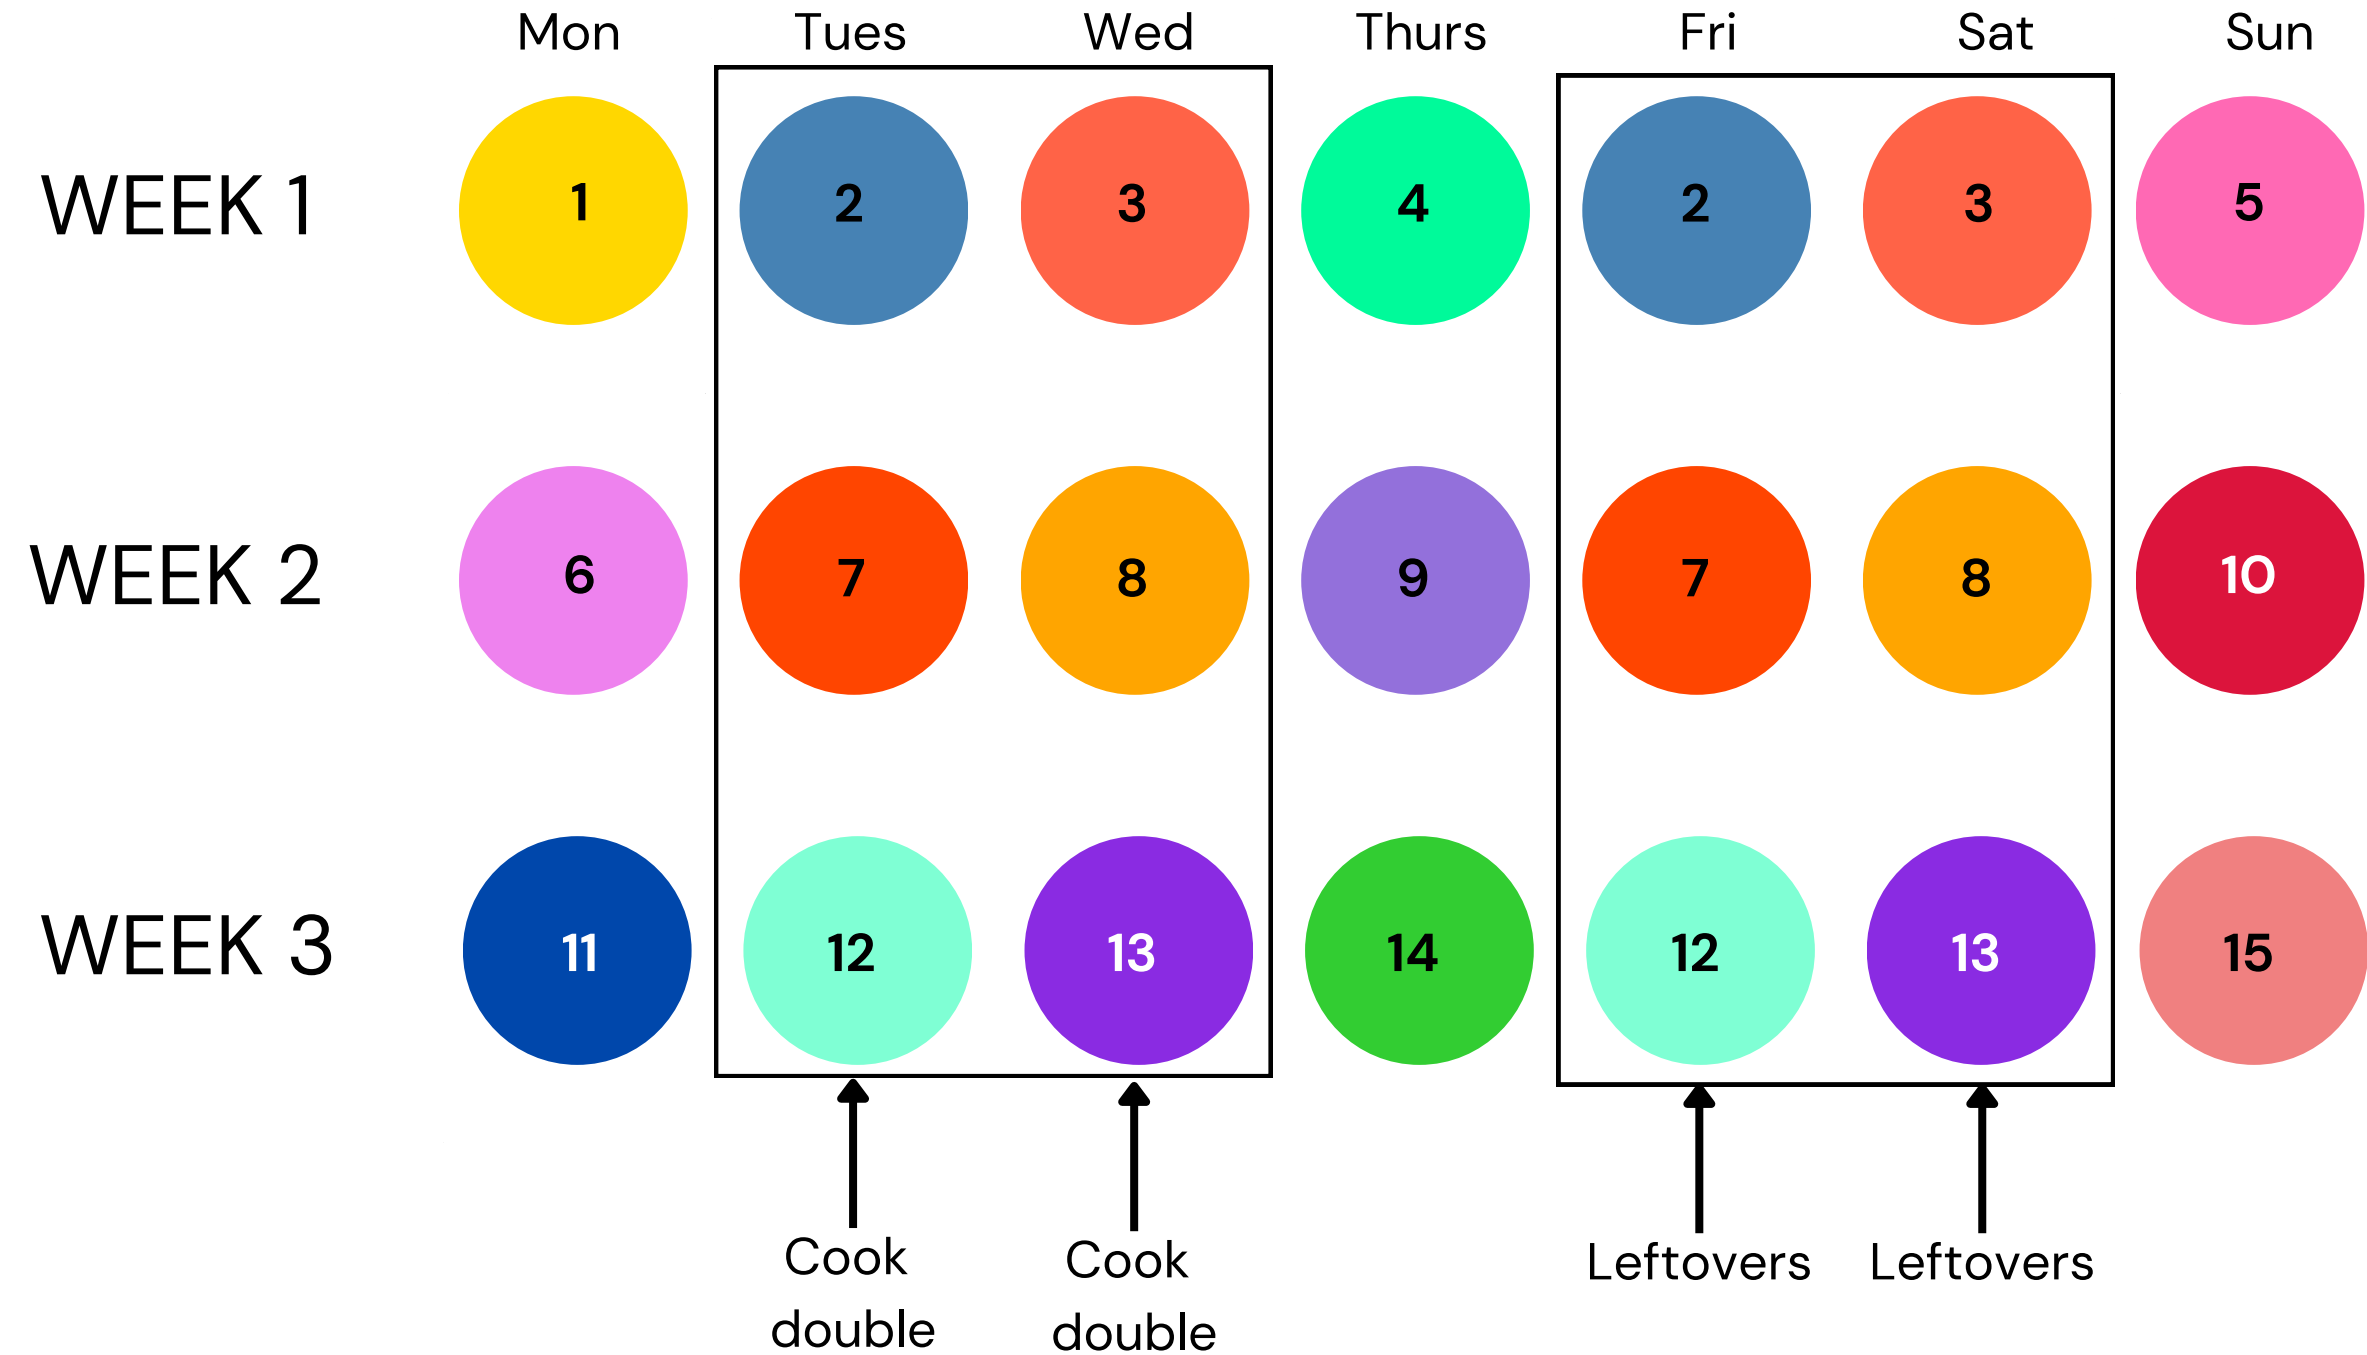 Mon Tues Wed Thurs Fri Sat Sun
WEEK 1 1 2 3 4 2 3 5
WEEK 2 6 7 8 9 7 8 10
WEEK 3 11 12 13 14 12 13 15
Cook double
Cook double
Leftovers
Leftovers